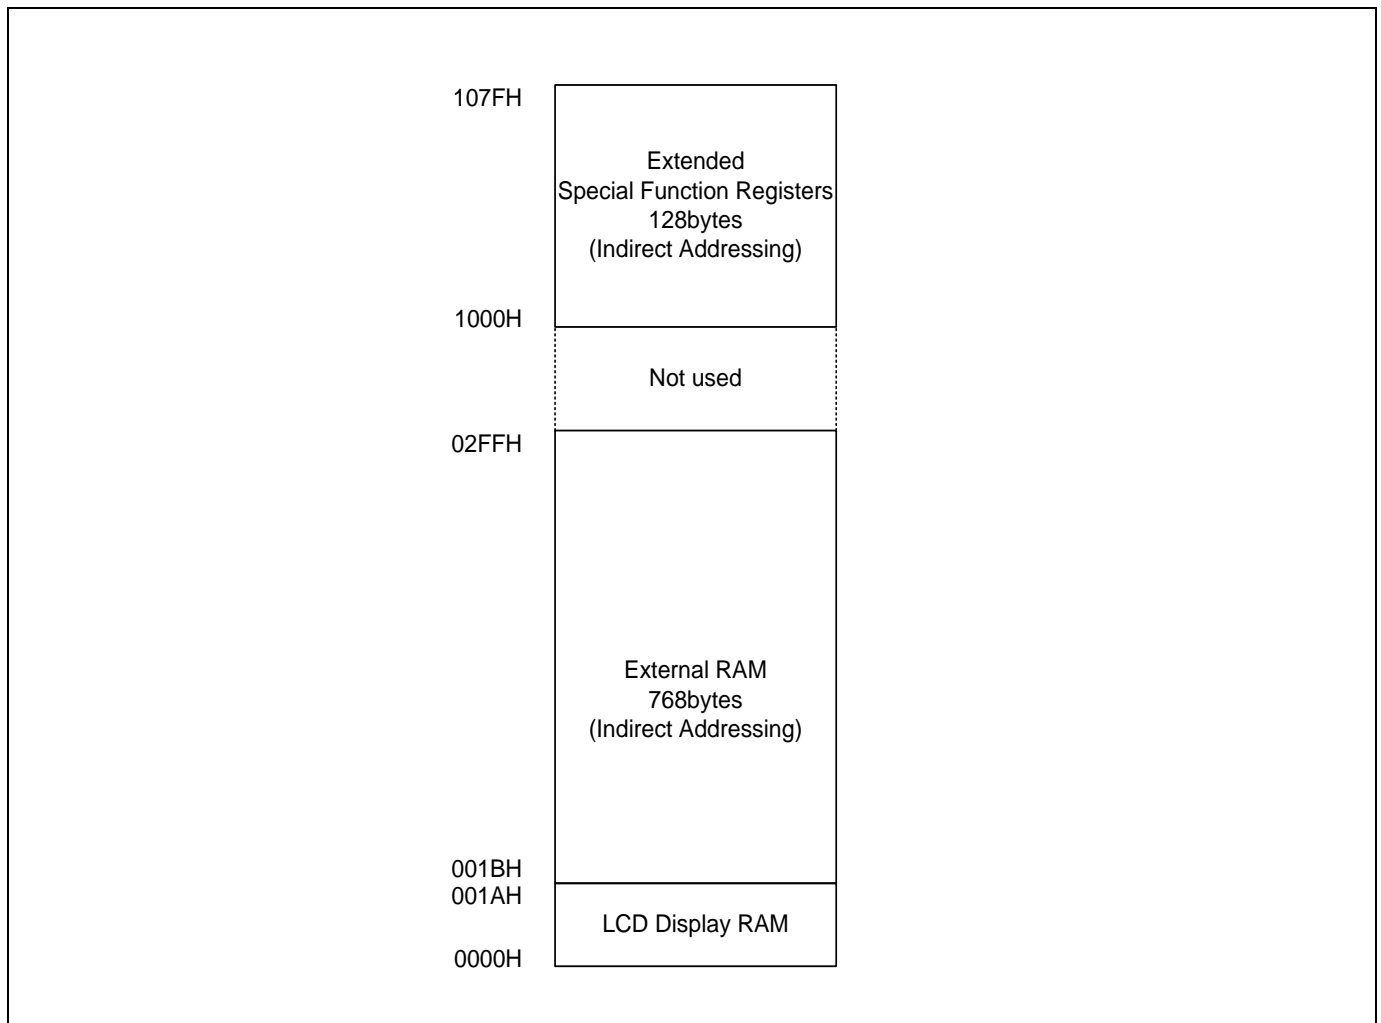 107FH
Extended
Special Function Registers
128bytes
(Indirect Addressing)
1000H
Not used
02FFH
External RAM
768bytes
(Indirect Addressing)
001BH
001AH
LCD Display RAM
0000H